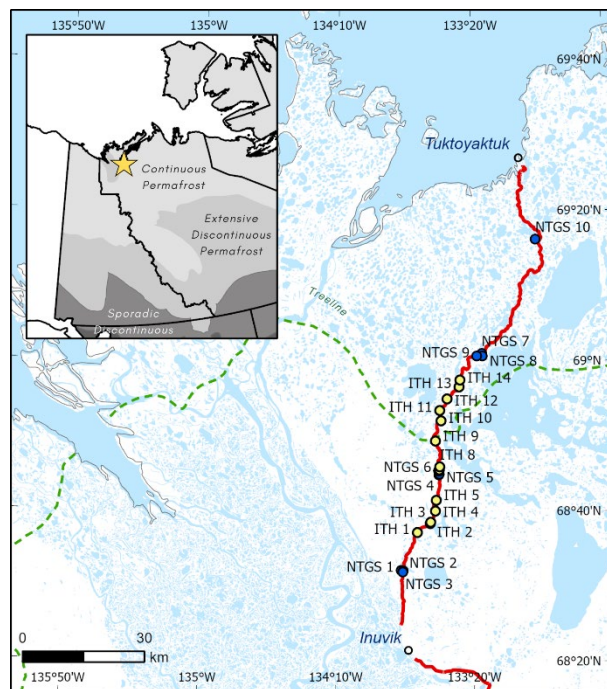 135°50'W
135°W
134°10'W
133°20'W
69°40'N
Tuktoyaktuk
Continuous
Permafrost
Extensive
Discontinuous
Permafrost
Sporadic
Discontinuous
69°20'N
NTGS 10
Treeline
NTGS 7
NTGS 9
NTGS 8
69°N
ITH 13
ITH 14
ITH 12
ITH 11
ITH 10
ITH 9
ITH 8
NTGS 6
NTGS 5
NTGS 4
ITH 5
68°40'N
ITH 3
ITH 4
ITH 1
ITH 2
NTGS 1
NTGS 2
NTGS 3
Inuvik
0 30
km
68°20'N
135°50'W
135°W
134°10'W
133°20'W